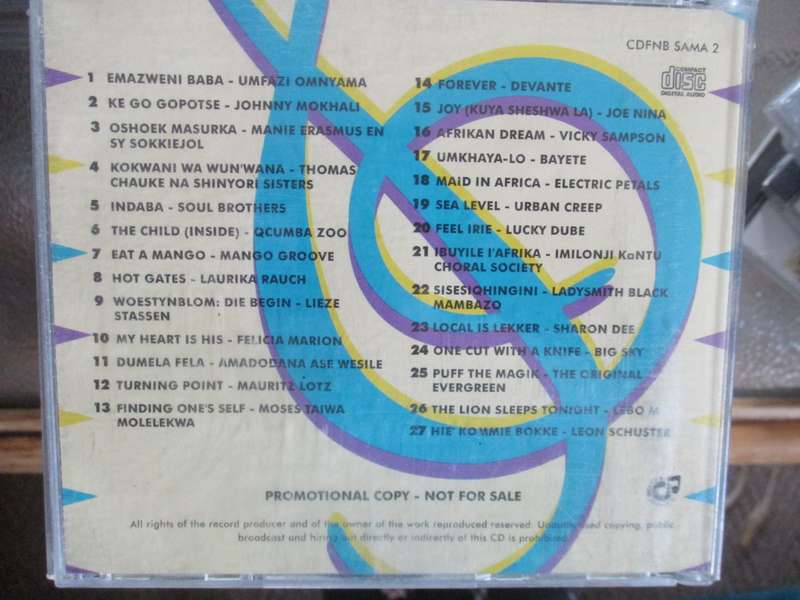 CDFNB SAMA 2
COMPACT
disc
DIGITAL AUDIO
1 EMAZWENI BABA - UMFAZI OMNYAMA
2 KE GO GOPOTSE - JOHNNY MOKHALI
3 OSHOEK MASURKA - MANIE ERASMUS EN
SY SOKKIEJOL
4 KOKWANI WA WUN'WANA - THOMAS
CHAUKE NA SHINYORI SISTERS
5 INDABA - SOUL BROTHERS
6 THE CHILD (INSIDE) - QCUMBA ZOO
7 EAT A MANGO - MANGO GROOVE
8 HOT GATES - LAURIKA RAUCH
9 WOESTYNBLOM: DIE BEGIN - LIEZE
STASSEN
10 MY HEART IS HIS - FELICIA MARION
11 DUMELA FELA - AMADODANA ASE WESILE
12 TURNING POINT - MAURITZ LOTZ
13 FINDING ONE'S SELF - MOSES TAIWA
MOLELEKWA
14 FOREVER - DEVANTE
15 JOY (KUYA SHESHWA LA) - JOE NINA
16 AFRIKAN DREAM - VICKY SAMPSON
17 UMKHAYA-LO - BAYETE
18 MAID IN AFRICA - ELECTRIC PETALS
19 SEA LEVEL - URBAN CREEP
20 FEEL IRIE - LUCKY DUBE
21 IBUYILE I'AFRIKA - IMILONJI KaNTU
CHORAL SOCIETY
22 SISESIQHINGINI - LADYSMITH BLACK
MAMBAZO
23 LOCAL IS LEKKER - SHARON DEE
24 ONE CUT WITH A KNIFE - BIG SKY
25 PUFF THE MAGIK - THE ORIGINAL
EVERGREEN
26 THE LION SLEEPS TONIGHT - LEBO M
27 HIE' KOMMIE BOKKE - LEON SCHUSTER
PROMOTIONAL COPY - NOT FOR SALE
All rights of the record producer and of the owner of the work reproduced reserved. Unauthorised copying, public
broadcast and hiring out directly or indirectly of this CD is prohibited.